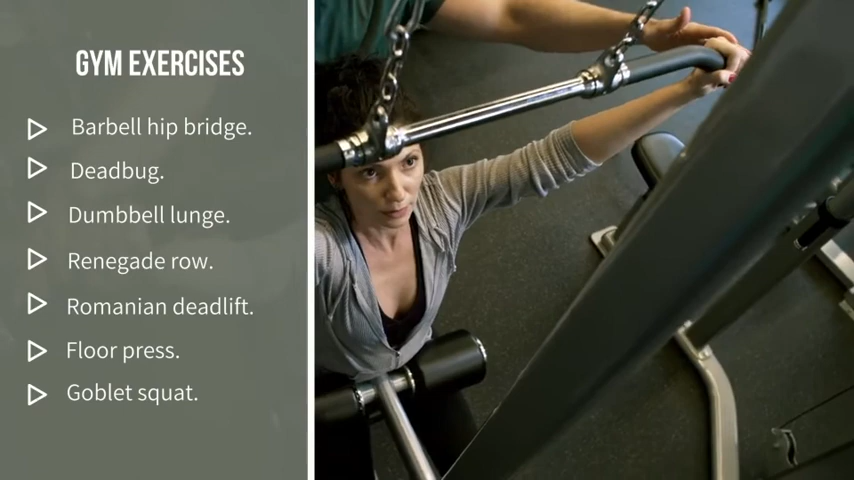 GYM EXERCISES
Barbell hip bridge.
Deadbug.
Dumbbell lunge.
Renegade row.
Romanian deadlift.
Floor press.
Goblet squat.